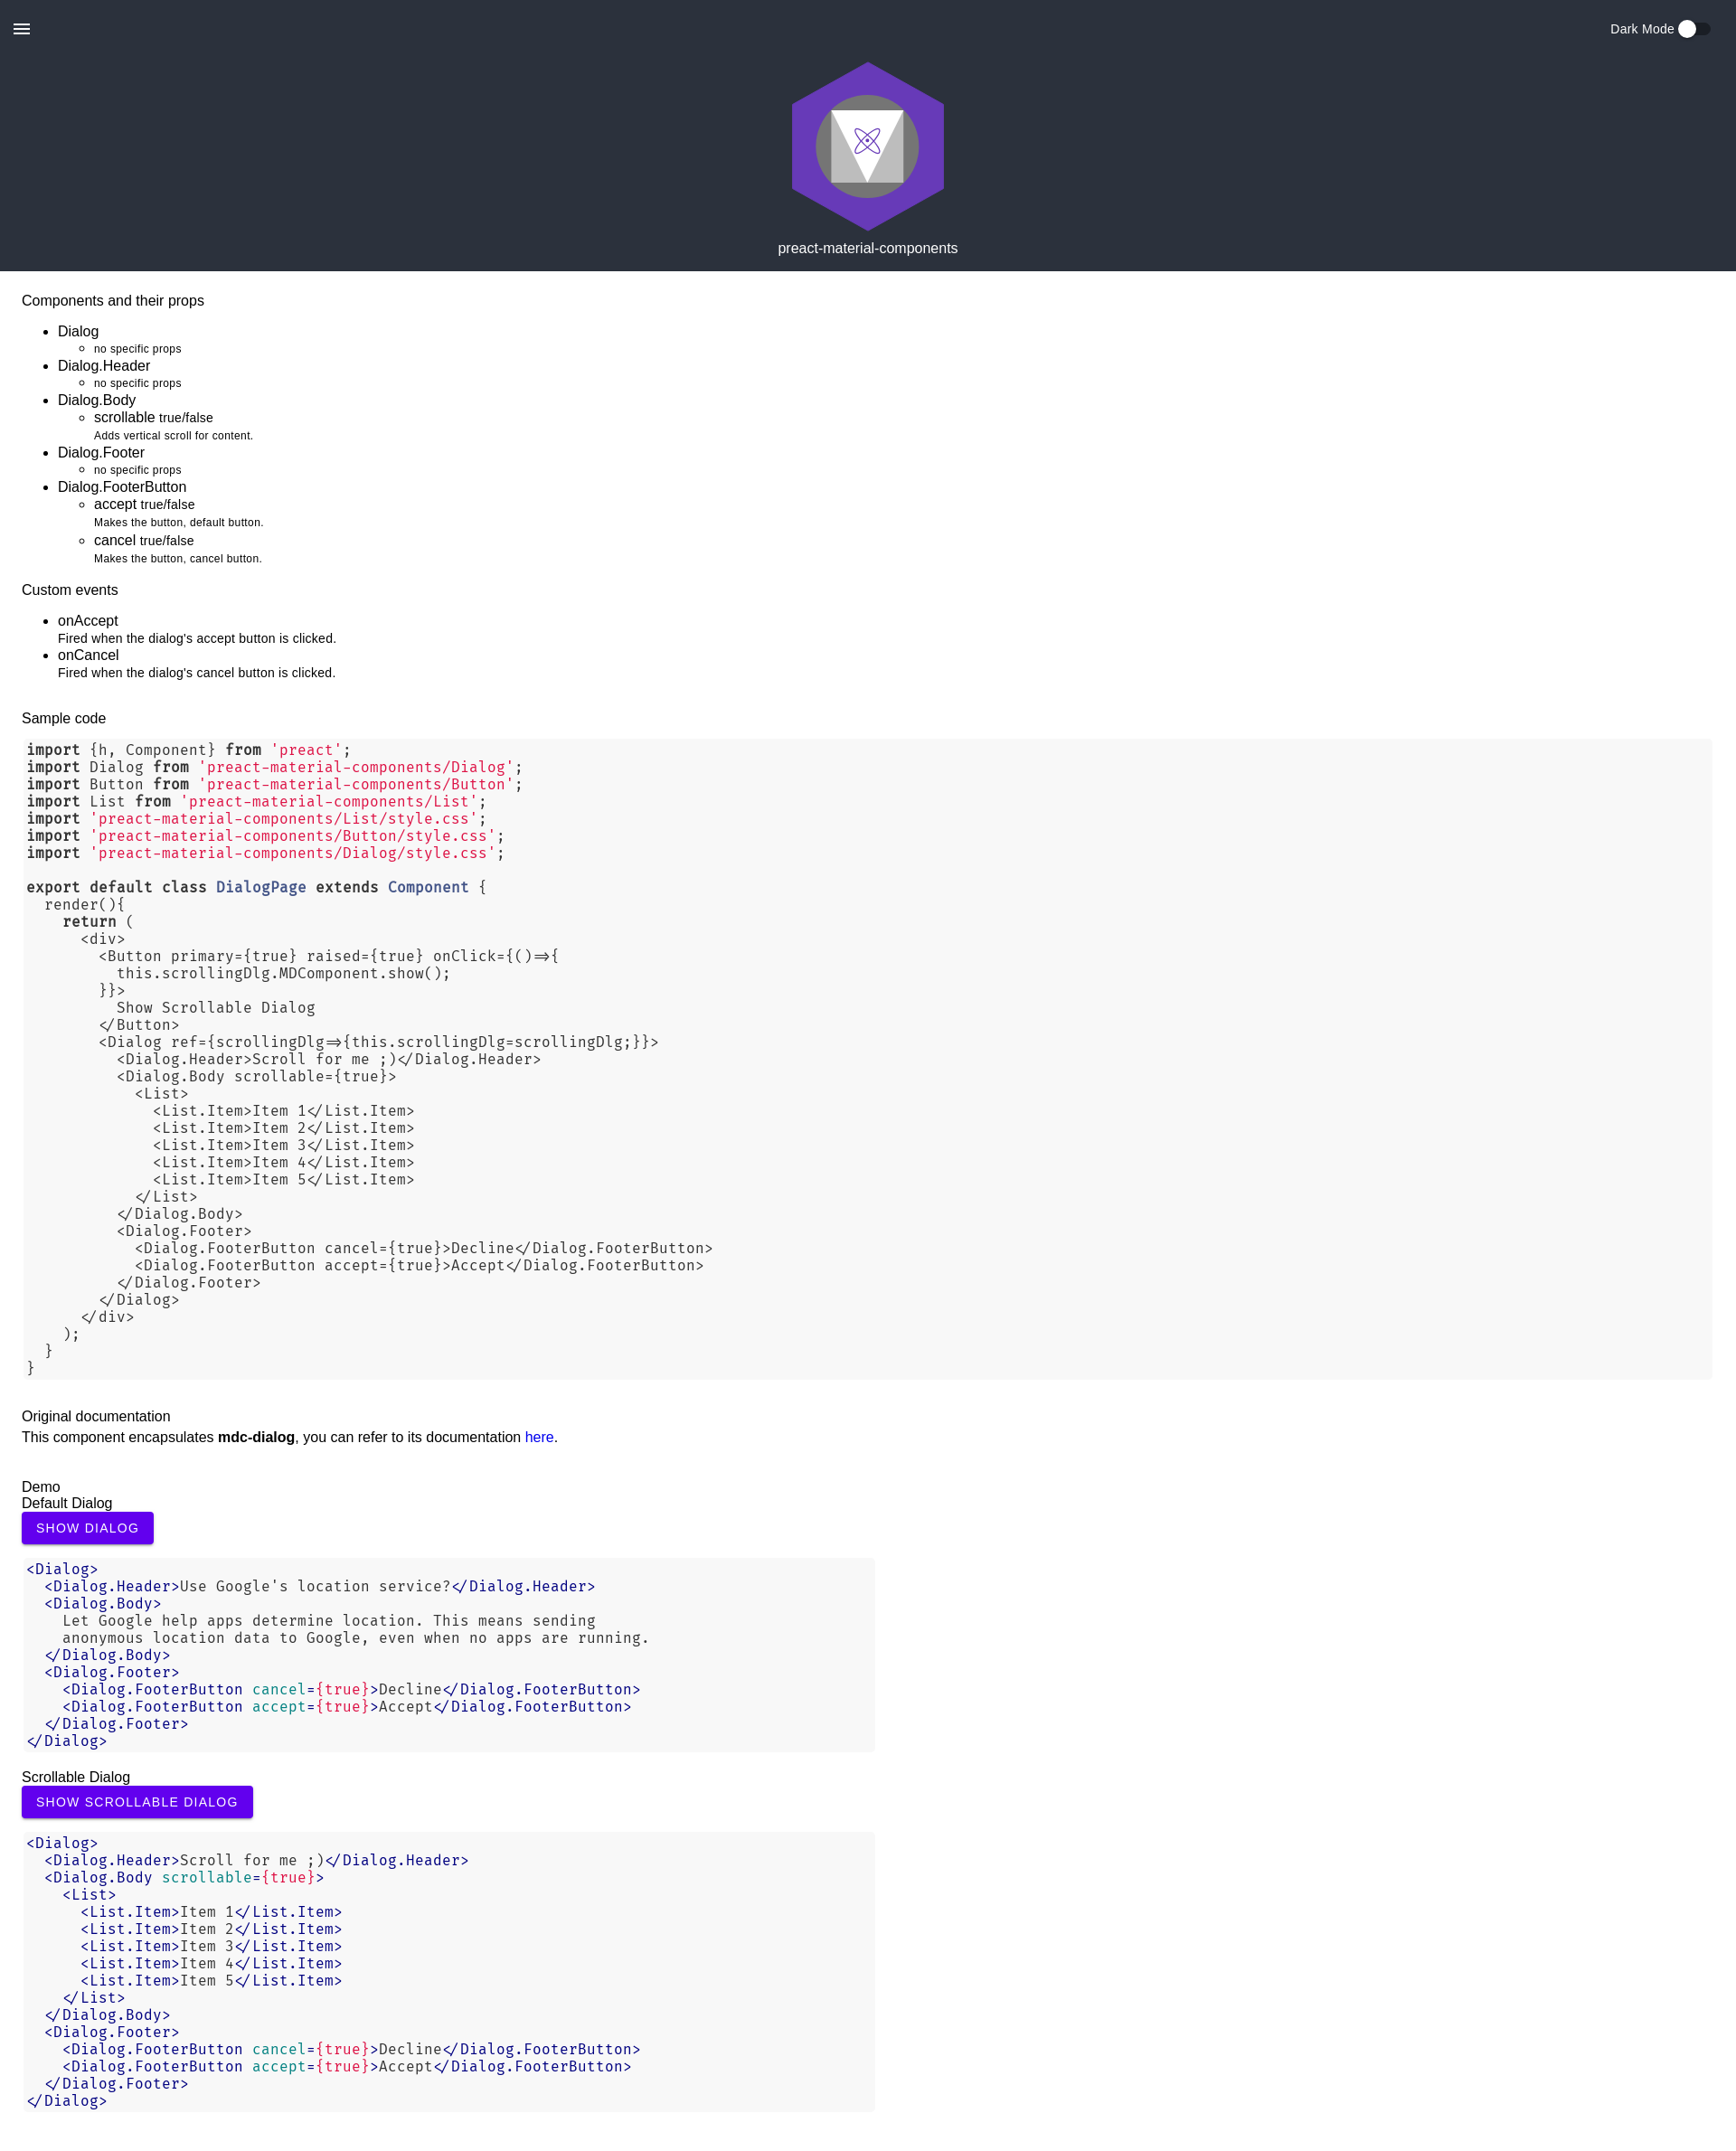 Dark Mode
preact-material-components
Components and their props
Dialog
no specific props
Dialog.Header
no specific props
Dialog.Body
scrollable true/false
Adds vertical scroll for content.
Dialog.Footer
no specific props
Dialog.FooterButton
accept true/false
Makes the button, default button.
cancel true/false
Makes the button, cancel button.
Custom events
onAccept
Fired when the dialog's accept button is clicked.
onCancel
Fired when the dialog's cancel button is clicked.
Sample code
import {h, Component} from 'preact';
import Dialog from 'preact-material-components/Dialog';
import Button from 'preact-material-components/Button';
import List from 'preact-material-components/List';
import 'preact-material-components/List/style.css';
import 'preact-material-components/Button/style.css';
import 'preact-material-components/Dialog/style.css';
export default class DialogPage extends Component {
  render(){
    return (
      <div>
        <Button primary={true} raised={true} onClick={()=>{
          this.scrollingDlg.MDComponent.show();
        }}>
          Show Scrollable Dialog
        </Button>
        <Dialog ref={scrollingDlg=>{this.scrollingDlg=scrollingDlg;}}>
          <Dialog.Header>Scroll for me ;)</Dialog.Header>
          <Dialog.Body scrollable={true}>
            <List>
              <List.Item>Item 1</List.Item>
              <List.Item>Item 2</List.Item>
              <List.Item>Item 3</List.Item>
              <List.Item>Item 4</List.Item>
              <List.Item>Item 5</List.Item>
            </List>
          </Dialog.Body>
          <Dialog.Footer>
            <Dialog.FooterButton cancel={true}>Decline</Dialog.FooterButton>
            <Dialog.FooterButton accept={true}>Accept</Dialog.FooterButton>
          </Dialog.Footer>
        </Dialog>
      </div>
    );
  }
}
Original documentation
This component encapsulates mdc-dialog, you can refer to its documentation here.
Demo
Default Dialog
SHOW DIALOG
<Dialog>
  <Dialog.Header>Use Google's location service?</Dialog.Header>
  <Dialog.Body>
    Let Google help apps determine location. This means sending
    anonymous location data to Google, even when no apps are running.
  </Dialog.Body>
  <Dialog.Footer>
    <Dialog.FooterButton cancel={true}>Decline</Dialog.FooterButton>
    <Dialog.FooterButton accept={true}>Accept</Dialog.FooterButton>
  </Dialog.Footer>
</Dialog>
Scrollable Dialog
SHOW SCROLLABLE DIALOG
<Dialog>
  <Dialog.Header>Scroll for me ;)</Dialog.Header>
  <Dialog.Body scrollable={true}>
    <List>
      <List.Item>Item 1</List.Item>
      <List.Item>Item 2</List.Item>
      <List.Item>Item 3</List.Item>
      <List.Item>Item 4</List.Item>
      <List.Item>Item 5</List.Item>
    </List>
  </Dialog.Body>
  <Dialog.Footer>
    <Dialog.FooterButton cancel={true}>Decline</Dialog.FooterButton>
    <Dialog.FooterButton accept={true}>Accept</Dialog.FooterButton>
  </Dialog.Footer>
</Dialog>